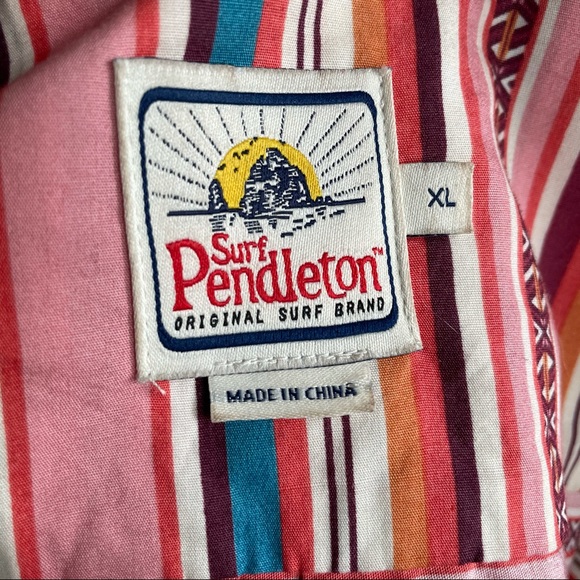 Surf
Pendleton™
ORIGINAL SURF BRAND
XL
MADE IN CHINA